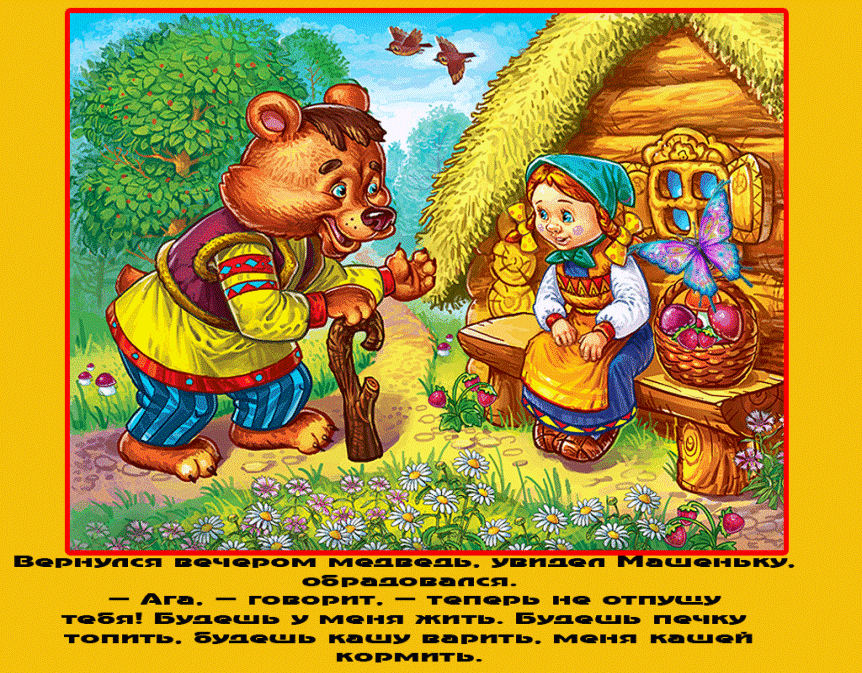 Вернулся вечером медведь, увидел Машеньку,
обрадовался.
— Ага, — говорит, — теперь не отпущу
тебя! Будешь у меня жить. Будешь печку
топить, будешь кашу варить, меня кашей
кормить.